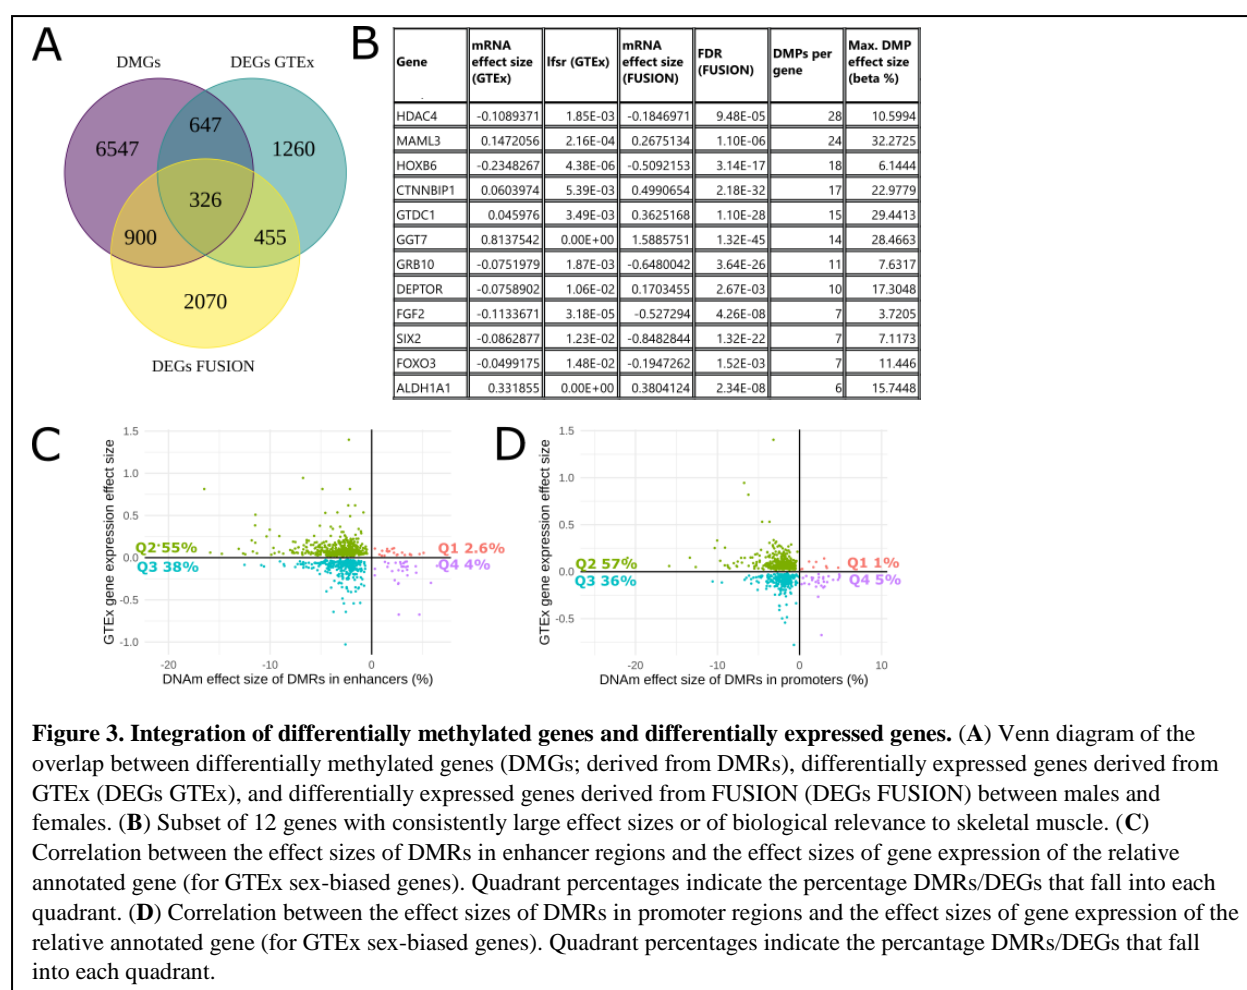 A
DMGs
DEGs GTEx
647
6547
1260
326
900
455
2070
DEGs FUSION
B
Gene | mRNA effect size (GTEx) | lfsr (GTEx) | mRNA effect size (FUSION) | FDR (FUSION) | DMPs per gene | Max. DMP effect size (beta %)
HDAC4 | -0.1089371 | 1.85E-03 | -0.1846971 | 9.48E-05 | 28 | 10.5994
MAML3 | 0.1472056 | 2.16E-04 | 0.2675134 | 1.10E-06 | 24 | 32.2725
HOXB6 | -0.2348267 | 4.38E-06 | -0.5092153 | 3.14E-17 | 18 | 6.1444
CTNNBIP1 | 0.0603974 | 5.39E-03 | 0.4990654 | 2.18E-32 | 17 | 22.9779
GTDC1 | 0.045976 | 3.49E-03 | 0.3625168 | 1.10E-28 | 15 | 29.4413
GGT7 | 0.8137542 | 0.00E+00 | 1.5885751 | 1.32E-45 | 14 | 28.4663
GRB10 | -0.0751979 | 1.87E-03 | -0.6480042 | 3.64E-26 | 11 | 7.6317
DEPTOR | -0.0758902 | 1.06E-02 | 0.1703455 | 2.67E-03 | 10 | 17.3048
FGF2 | -0.1133671 | 3.18E-05 | -0.527294 | 4.26E-08 | 7 | 3.7205
SIX2 | -0.0862877 | 1.23E-02 | -0.8482844 | 1.32E-22 | 7 | 7.1173
FOXO3 | -0.0499175 | 1.48E-02 | -0.1947262 | 1.52E-03 | 7 | 11.446
ALDH1A1 | 0.331855 | 0.00E+00 | 0.3804124 | 2.34E-08 | 6 | 15.7448
C
GTEx gene expression effect size
1.5
1.0
0.5
0.0
-0.5
-1.0
Q2 55%
Q1 2.6%
Q3 38%
Q4 4%
-20 -10 0
DNAm effect size of DMRs in enhancers (%)
D
GTEx gene expression effect size
1.5
1.0
0.5
0.0
-0.5
Q2 57%
Q1 1%
Q3 36%
Q4 5%
-20 -10 0 10
DNAm effect size of DMRs in promoters (%)
Figure 3. Integration of differentially methylated genes and differentially expressed genes. (A) Venn diagram of the
overlap between differentially methylated genes (DMGs; derived from DMRs), differentially expressed genes derived from
GTEx (DEGs GTEx), and differentially expressed genes derived from FUSION (DEGs FUSION) between males and
females. (B) Subset of 12 genes with consistently large effect sizes or of biological relevance to skeletal muscle. (C)
Correlation between the effect sizes of DMRs in enhancer regions and the effect sizes of gene expression of the relative
annotated gene (for GTEx sex-biased genes). Quadrant percentages indicate the percentage DMRs/DEGs that fall into each
quadrant. (D) Correlation between the effect sizes of DMRs in promoter regions and the effect sizes of gene expression of the
relative annotated gene (for GTEx sex-biased genes). Quadrant percentages indicate the percantage DMRs/DEGs that fall
into each quadrant.